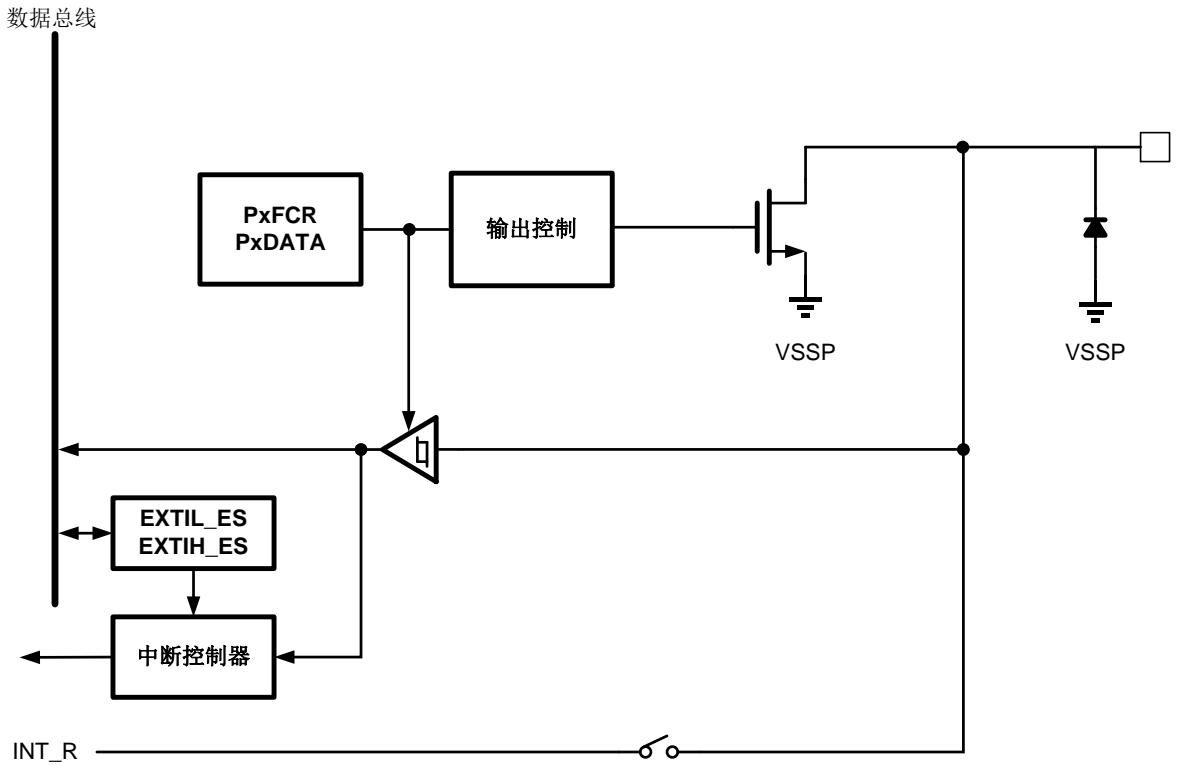 数据总线
PxFCR
PxDATA
输出控制
VSSP
VSSP
EXTIL_ES
EXTIH_ES
中断控制器
INT_R